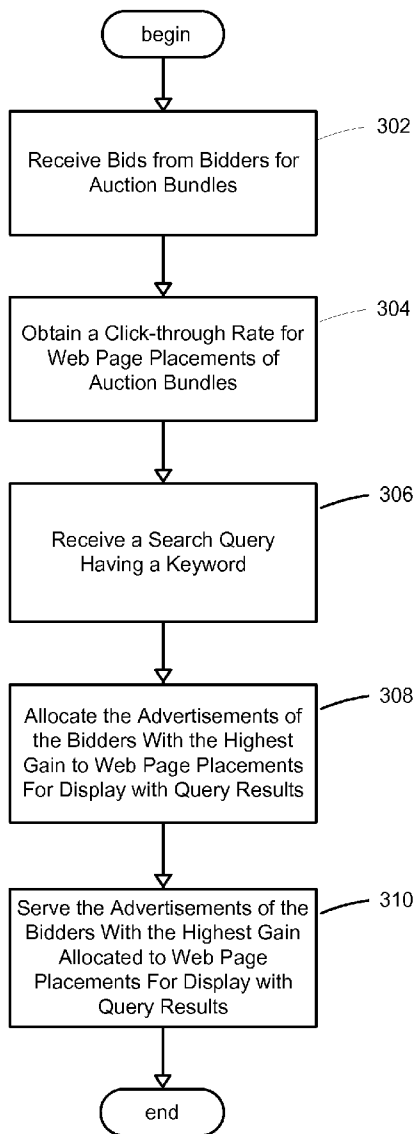 begin
302
Receive Bids from Bidders for
Auction Bundles
304
Obtain a Click-through Rate for
Web Page Placements of
Auction Bundles
306
Receive a Search Query
Having a Keyword
308
Allocate the Advertisements of
the Bidders With the Highest
Gain to Web Page Placements
For Display with Query Results
310
Serve the Advertisements of the
Bidders With the Highest Gain
Allocated to Web Page
Placements For Display with
Query Results
end